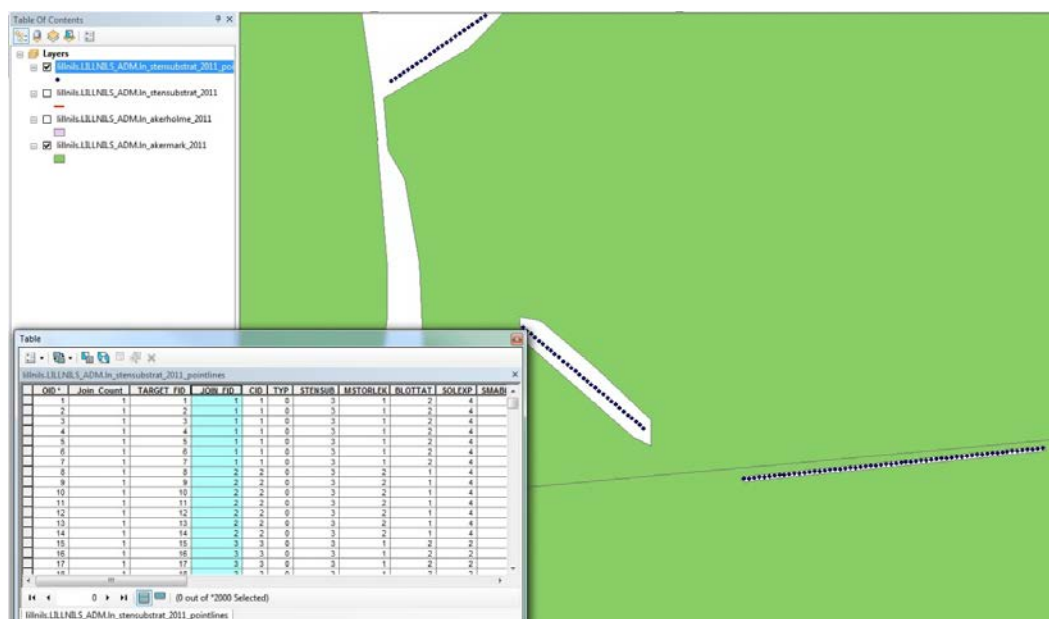 Table Of Contents
Layers
lillnils.LILLNILS_ADM.ln_stensubstrat_2011_poi
lillnils.LILLNILS_ADM.ln_stensubstrat_2011
lillnils.LILLNILS_ADM.ln_akerholme_2011
lillnils.LILLNILS_ADM.ln_akermark_2011
Table
lillnils.LILLNILS_ADM.ln_stensubstrat_2011_pointlines
OID * Join_Count TARGET_FID JOIN_FID CID TYP STENSUB MSTORLEK BLOTTAT SOLEXP SMABI
1 1 1 1 1 0 3 1 2 4
2 1 2 1 1 0 3 1 2 4
3 1 3 1 1 0 3 1 2 4
4 1 4 1 1 0 3 1 2 4
5 1 5 1 1 0 3 1 2 4
6 1 6 1 1 0 3 1 2 4
7 1 7 1 1 0 3 1 2 4
8 1 8 2 2 0 3 2 1 4
9 1 9 2 2 0 3 2 1 4
10 1 10 2 2 0 3 2 1 4
11 1 11 2 2 0 3 2 1 4
12 1 12 2 2 0 3 2 1 4
13 1 13 2 2 0 3 2 1 4
14 1 14 2 2 0 3 2 1 4
15 1 15 3 3 0 3 1 2 2
16 1 16 3 3 0 3 1 2 2
17 1 17 3 3 0 3 1 2 2
0 (0 out of *2000 Selected)
lillnils.LILLNILS_ADM.ln_stensubstrat_2011_pointlines